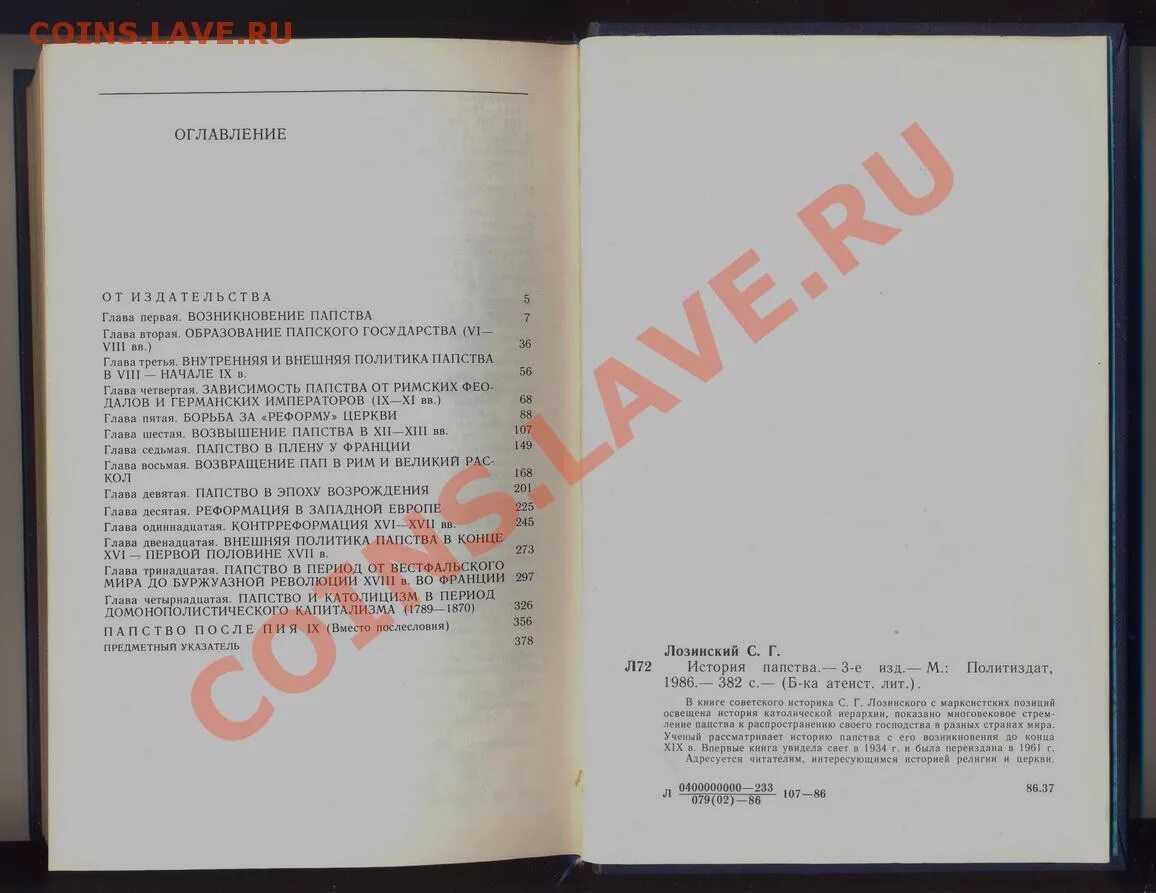 COINS.LAVE.RU
ОГЛАВЛЕНИЕ
ОТ ИЗДАТЕЛЬСТВА 5
Глава первая. ВОЗНИКНОВЕНИЕ ПАПСТВА 7
Глава вторая. ОБРАЗОВАНИЕ ПАПСКОГО ГОСУДАРСТВА (VI—
VIII вв.) 36
Глава третья. ВНУТРЕННЯЯ И ВНЕШНЯЯ ПОЛИТИКА ПАПСТВА
В VIII — НАЧАЛЕ IX в. 56
Глава четвертая. ЗАВИСИМОСТЬ ПАПСТВА ОТ РИМСКИХ ФЕО-
ДАЛОВ И ГЕРМАНСКИХ ИМПЕРАТОРОВ (IX—XI вв.) 68
Глава пятая. БОРЬБА ЗА «РЕФОРМУ» ЦЕРКВИ 88
Глава шестая. ВОЗВЫШЕНИЕ ПАПСТВА В XII—XIII вв. 107
Глава седьмая. ПАПСТВО В ПЛЕНУ У ФРАНЦИИ 149
Глава восьмая. ВОЗВРАЩЕНИЕ ПАП В РИМ И ВЕЛИКИЙ РАС-
КОЛ 168
Глава девятая. ПАПСТВО В ЭПОХУ ВОЗРОЖДЕНИЯ 201
Глава десятая. РЕФОРМАЦИЯ В ЗАПАДНОЙ ЕВРОПЕ 225
Глава одиннадцатая. КОНТРРЕФОРМАЦИЯ XVI—XVII вв. 245
Глава двенадцатая. ВНЕШНЯЯ ПОЛИТИКА ПАПСТВА В КОНЦЕ
XVI — ПЕРВОЙ ПОЛОВИНЕ XVII в. 273
Глава тринадцатая. ПАПСТВО В ПЕРИОД ОТ ВЕСТФАЛЬСКОГО
МИРА ДО БУРЖУАЗНОЙ РЕВОЛЮЦИИ XVIII в. ВО ФРАНЦИИ 297
Глава четырнадцатая. ПАПСТВО И КАТОЛИЦИЗМ В ПЕРИОД
ДОМОНОПОЛИСТИЧЕСКОГО КАПИТАЛИЗМА (1789—1870) 326
ПАПСТВО ПОСЛЕ ПИЯ IX (Вместо послесловия) 356
ПРЕДМЕТНЫЙ УКАЗАТЕЛЬ 378
COINS.LAVE.RU
Лозинский С. Г.
Л72 История папства.— 3-е изд.— М.: Политиздат,
1986.— 382 с.— (Б-ка атеист. лит.).
В книге советского историка С. Г. Лозинского с марксистских позиций
освещена история католической иерархии, показано многовековое стрем-
ление папства к распространению своего господства в разных странах мира.
Ученый рассматривает историю папства с его возникновения до конца
XIX в. Впервые книга увидела свет в 1934 г. и была переиздана в 1961 г.
Адресуется читателям, интересующимся историей религии и церкви.
0400000000—233
Л 107—86 86.37
079(02)—86